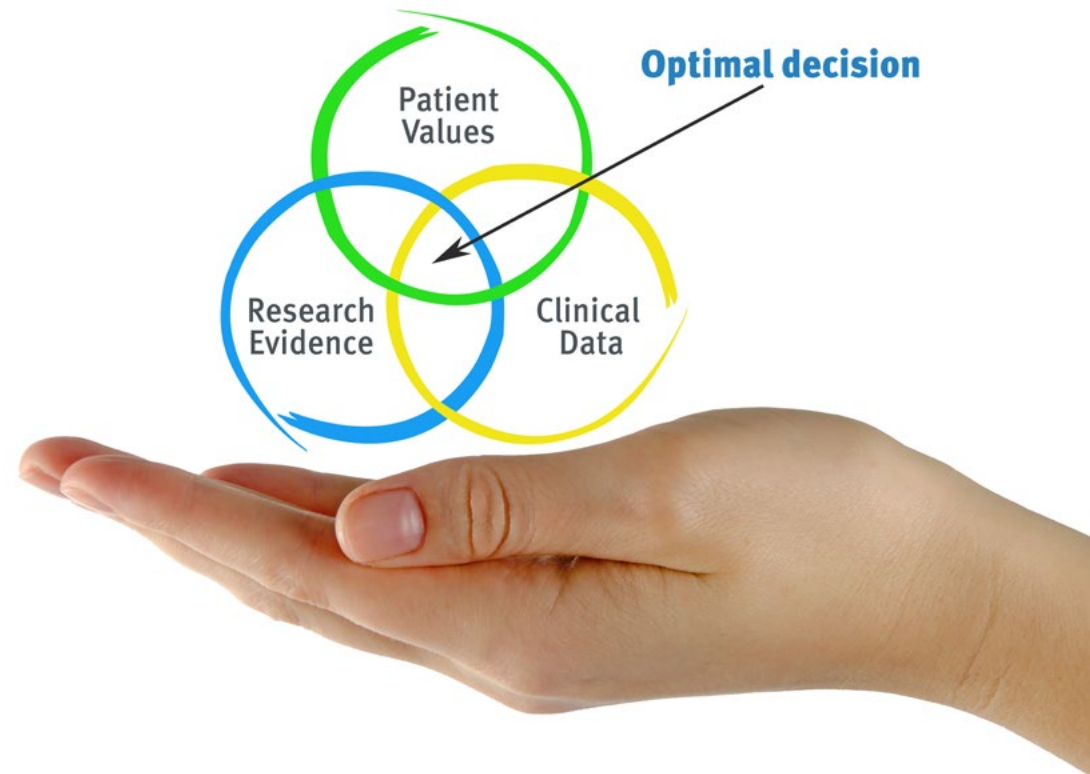 Optimal decision
Patient
Values
Research
Evidence
Clinical
Data